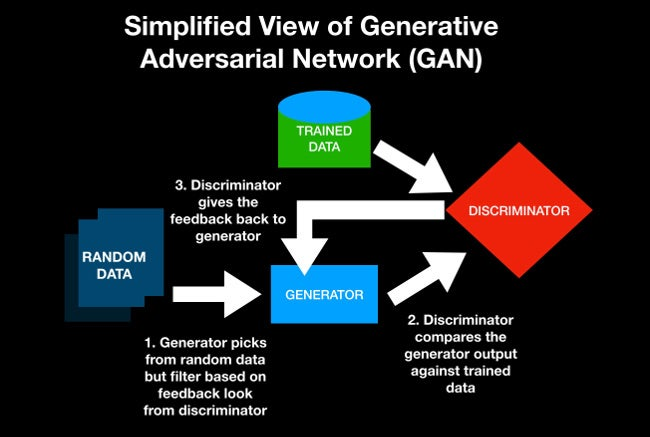 Simplified View of Generative
Adversarial Network (GAN)
TRAINED
DATA
3. Discriminator
gives the
feedback back to
generator
DISCRIMINATOR
RANDOM
DATA
GENERATOR
1. Generator picks
from random data
but filter based on
feedback look
from discriminator
2. Discriminator
compares the
generator output
against trained
data